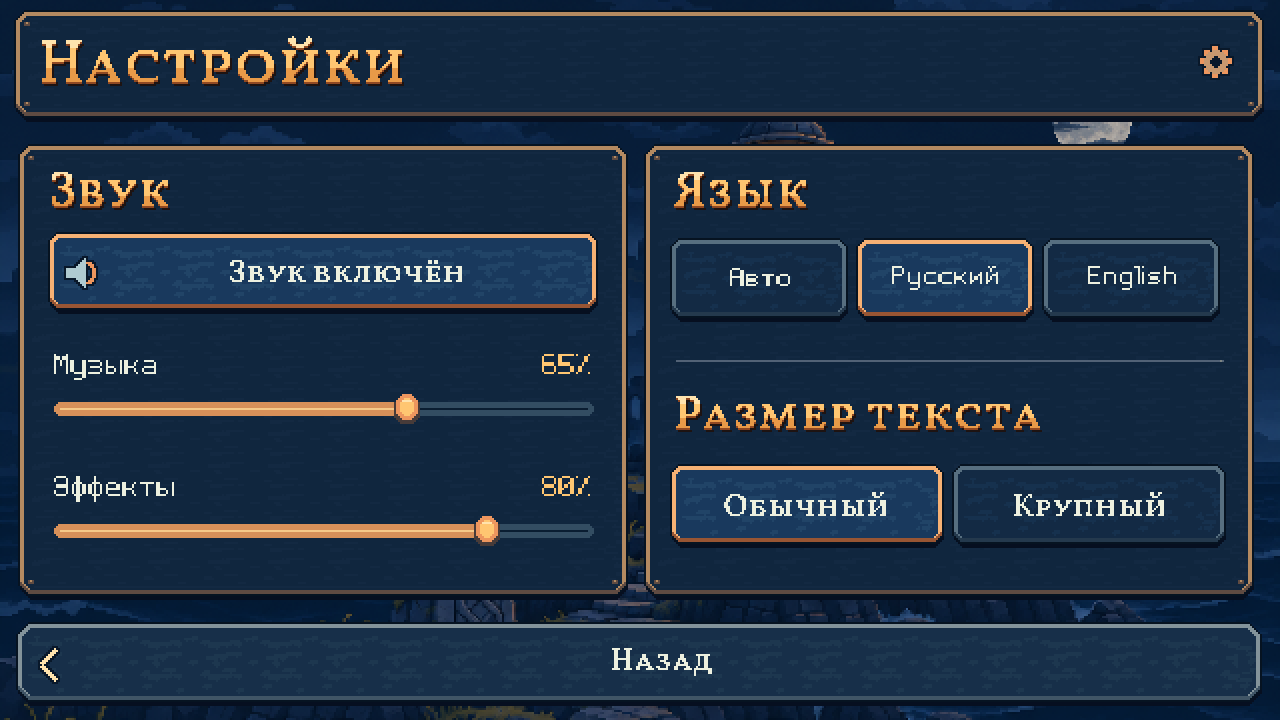 Настройки
Звук
Звук включён
Музыка 65%
Эффекты 80%
Язык
Авто Русский English
Размер текста
Обычный Крупный
Назад